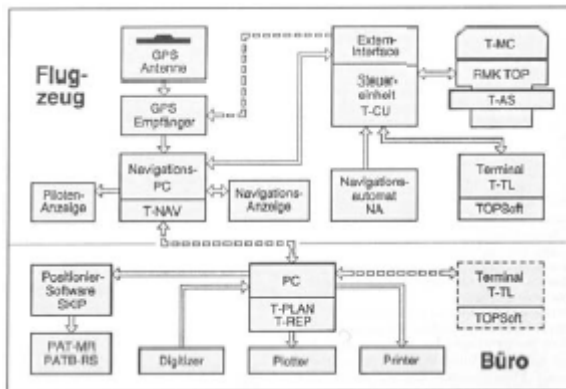 Flug-
zeug
GPS
Antenne
GPS
Empfänger
Navigations-
PC
T-NAV
Piloten-
Anzeige
Navigations-
Anzeige
Extern-
Interface
Steuer-
einheit
T-CU
Navigations-
automat
NA
T-MC
RMK TOP
T-AS
Terminal
T-TL
TOPSoft
Positionier-
Software
SKIP
PAT-MR
PATB-RS
PC
T-PLAN
T-REP
Digitizer
Plotter
Printer
Terminal
T-TL
TOPSoft
Büro